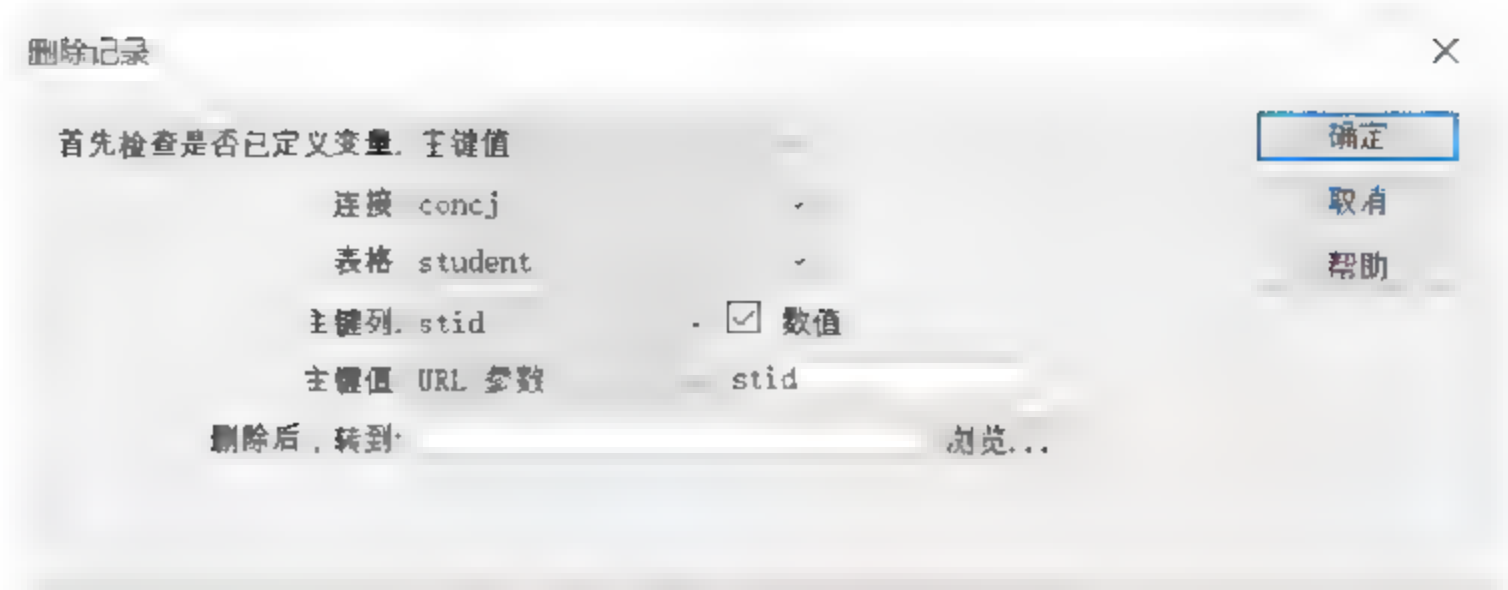 删除记录
首先检查是否已定义变量. 主键值
确定
连接 concj
取消
表格 student
帮助
主键列. stid 数值
主键值 URL 参数 stid
删除后,转到: 浏览...